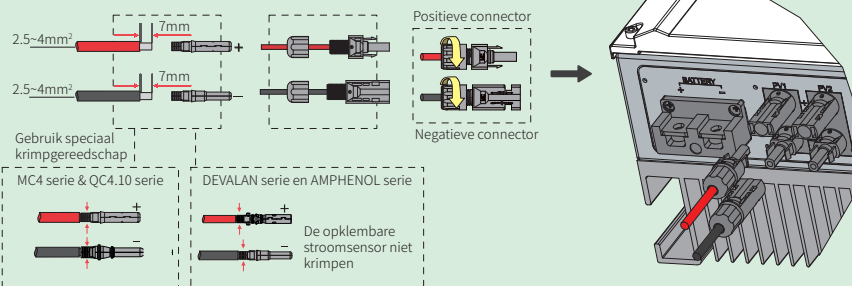 2.5~4mm²
7mm
+
2.5~4mm²
7mm
−
Gebruik speciaal
krimpgereedschap
Positieve connector
Negatieve connector
MC4 serie & QC4.10 serie
+
−
DEVALAN serie en AMPHENOL serie
+
−
De opklembare
stroomsensor niet
krimpen
BATTERY
+ −
PV1
PV2
+